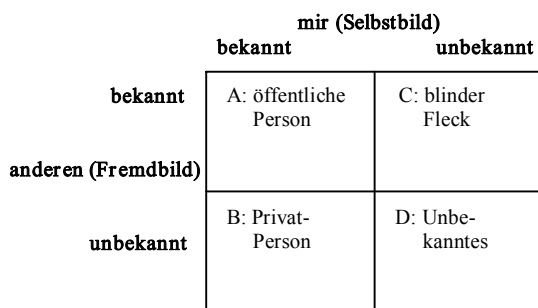 mir (Selbstbild)
bekannt unbekannt
bekannt
A: öffentliche
Person
C: blinder
Fleck
anderen (Fremdbild)
unbekannt
B: Privat-
Person
D: Unbe-
kanntes